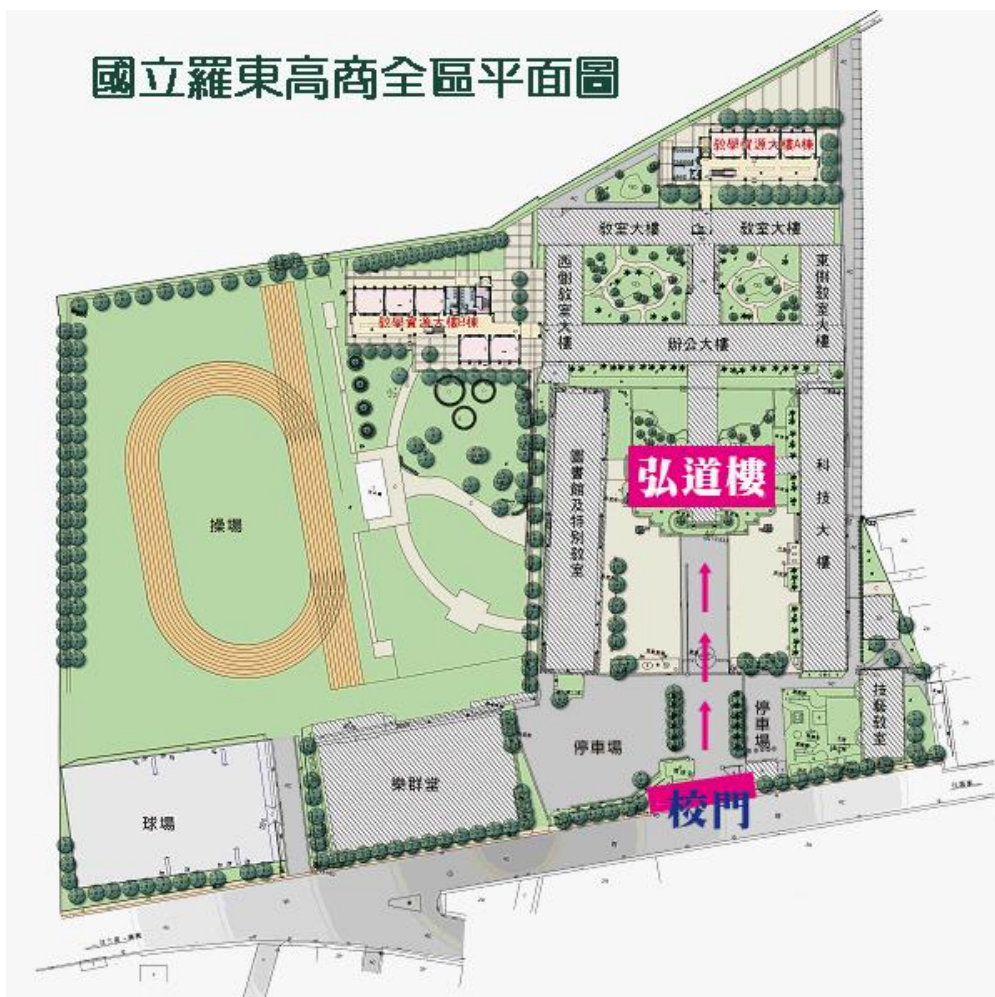 國立羅東高商全區平面圖
教學資源大樓A棟
教室大樓
教室大樓
西側教室大樓
東側教室大樓
教學資源大樓B棟
辦公大樓
弘道樓
圖書館及特別教室
科技大樓
操場
停車場
停車場
技藝教室
樂群堂
球場
校門